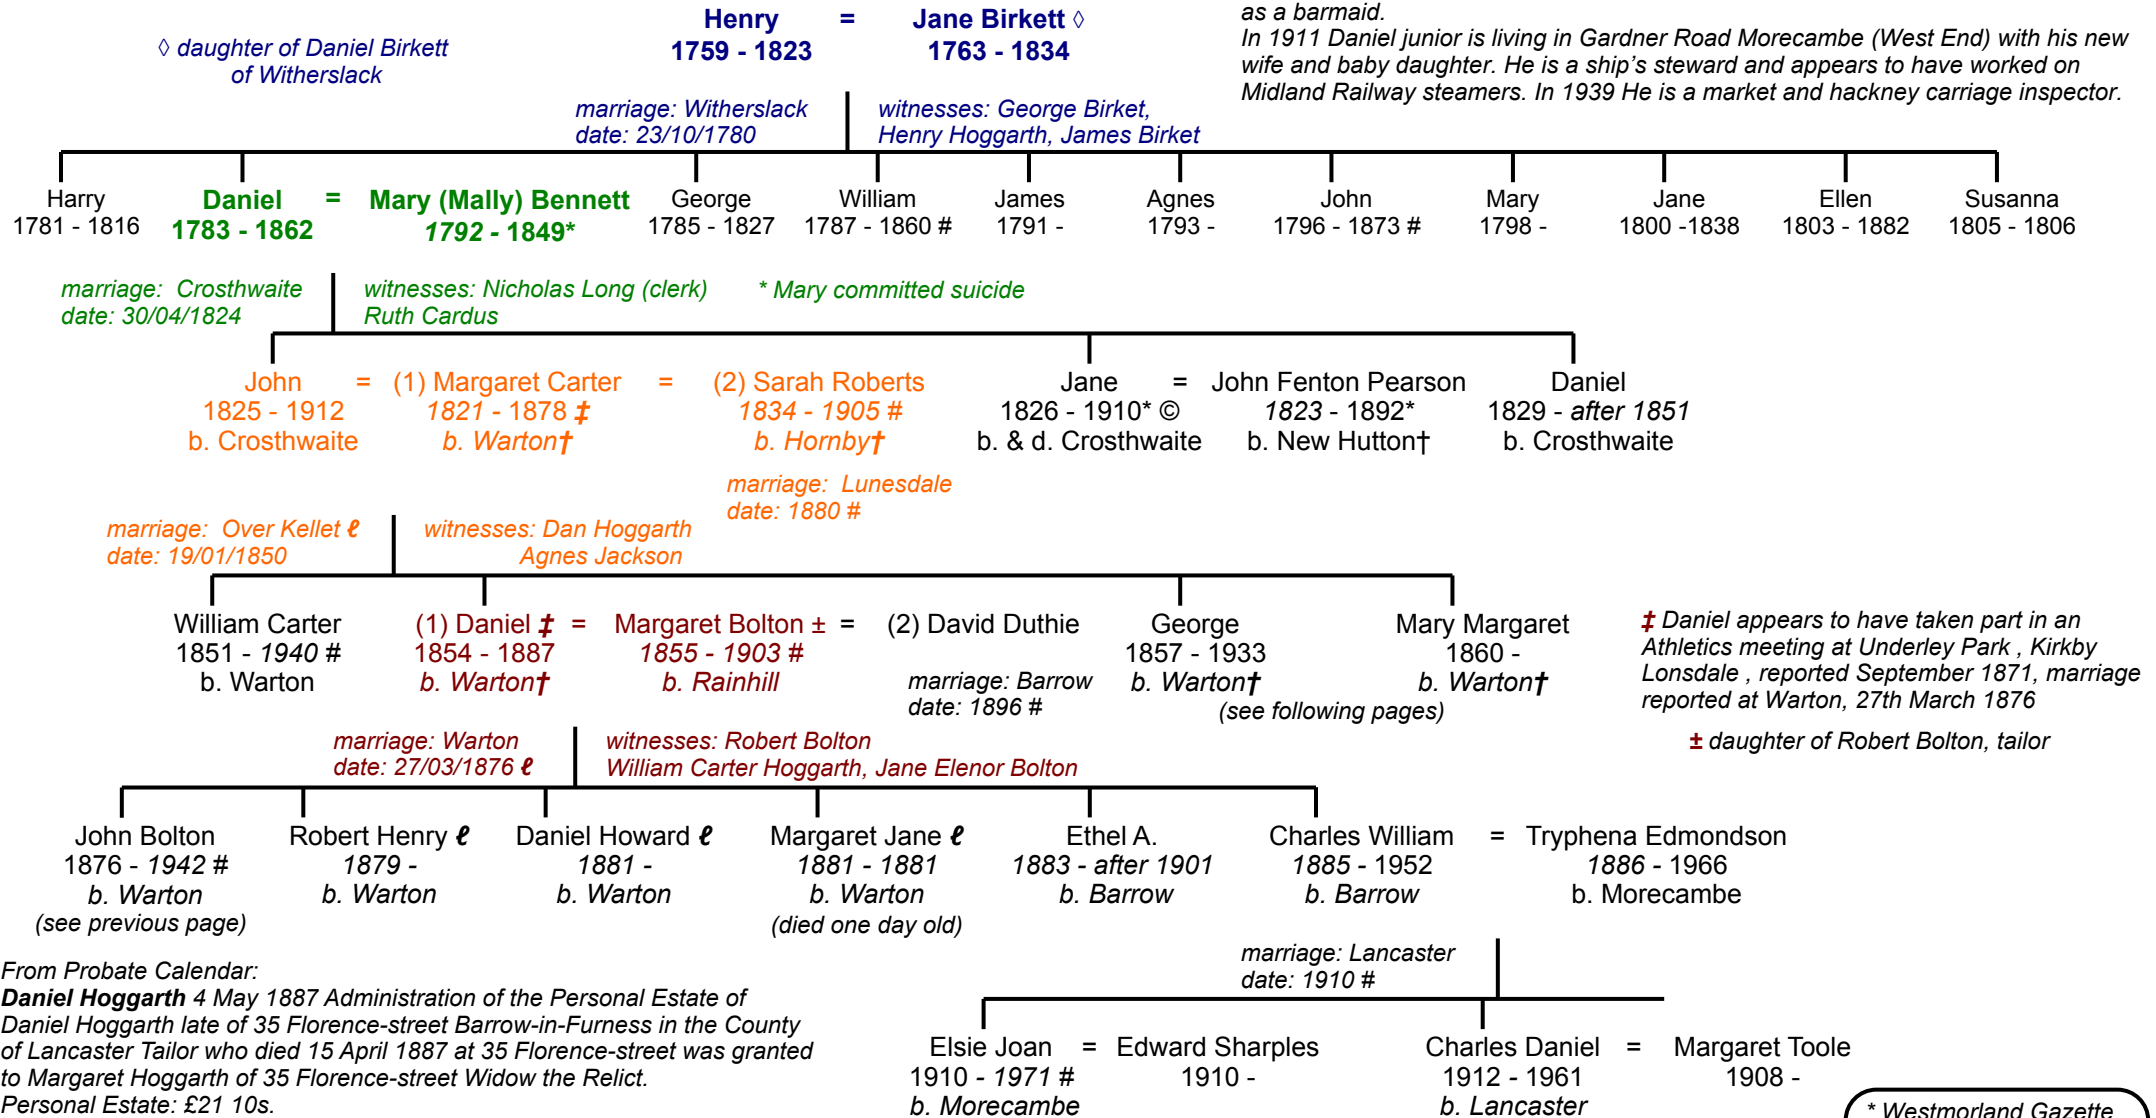 Henry = Jane Birkett ◊
1759 - 1823 1763 - 1834
◊ daughter of Daniel Birkett
of Witherslack
as a barmaid.
In 1911 Daniel junior is living in Gardner Road Morecambe (West End) with his new
wife and baby daughter. He is a ship's steward and appears to have worked on
Midland Railway steamers. In 1939 He is a market and hackney carriage inspector.
marriage: Witherslack
date: 23/10/1780
witnesses: George Birket,
Henry Hoggarth, James Birket
Harry
1781 - 1816
Daniel = Mary (Mally) Bennett
1783 - 1862 1792 - 1849*
George
1785 - 1827
William
1787 - 1860 #
James
1791 -
Agnes
1793 -
John
1796 - 1873 #
Mary
1798 -
Jane
1800 -1838
Ellen
1803 - 1882
Susanna
1805 - 1806
marriage: Crosthwaite
date: 30/04/1824
witnesses: Nicholas Long (clerk)
Ruth Cardus
* Mary committed suicide
John = (1) Margaret Carter = (2) Sarah Roberts
1825 - 1912 1821 - 1878 ‡ 1834 - 1905 #
b. Crosthwaite b. Warton† b. Hornby†
Jane = John Fenton Pearson
1826 - 1910* © 1823 - 1892*
b. & d. Crosthwaite b. New Hutton†
Daniel
1829 - after 1851
b. Crosthwaite
marriage: Lunesdale
date: 1880 #
marriage: Over Kellet ℓ
date: 19/01/1850
witnesses: Dan Hoggarth
Agnes Jackson
William Carter
1851 - 1940 #
b. Warton
(1) Daniel ‡ = Margaret Bolton ± = (2) David Duthie
1854 - 1887 1855 - 1903 #
b. Warton† b. Rainhill
marriage: Barrow
date: 1896 #
George
1857 - 1933
b. Warton†
(see following pages)
Mary Margaret
1860 -
b. Warton†
‡ Daniel appears to have taken part in an
Athletics meeting at Underley Park , Kirkby
Lonsdale , reported September 1871, marriage
reported at Warton, 27th March 1876
± daughter of Robert Bolton, tailor
marriage: Warton
date: 27/03/1876 ℓ
witnesses: Robert Bolton
William Carter Hoggarth, Jane Elenor Bolton
John Bolton
1876 - 1942 #
b. Warton
(see previous page)
Robert Henry ℓ
1879 -
b. Warton
Daniel Howard ℓ
1881 -
b. Warton
Margaret Jane ℓ
1881 - 1881
b. Warton
(died one day old)
Ethel A.
1883 - after 1901
b. Barrow
Charles William = Tryphena Edmondson
1885 - 1952 1886 - 1966
b. Barrow b. Morecambe
marriage: Lancaster
date: 1910 #
From Probate Calendar:
Daniel Hoggarth 4 May 1887 Administration of the Personal Estate of
Daniel Hoggarth late of 35 Florence-street Barrow-in-Furness in the County
of Lancaster Tailor who died 15 April 1887 at 35 Florence-street was granted
to Margaret Hoggarth of 35 Florence-street Widow the Relict.
Personal Estate: £21 10s.
Elsie Joan = Edward Sharples
1910 - 1971 # 1910 -
b. Morecambe
Charles Daniel = Margaret Toole
1912 - 1961 1908 -
b. Lancaster
* Westmorland Gazette